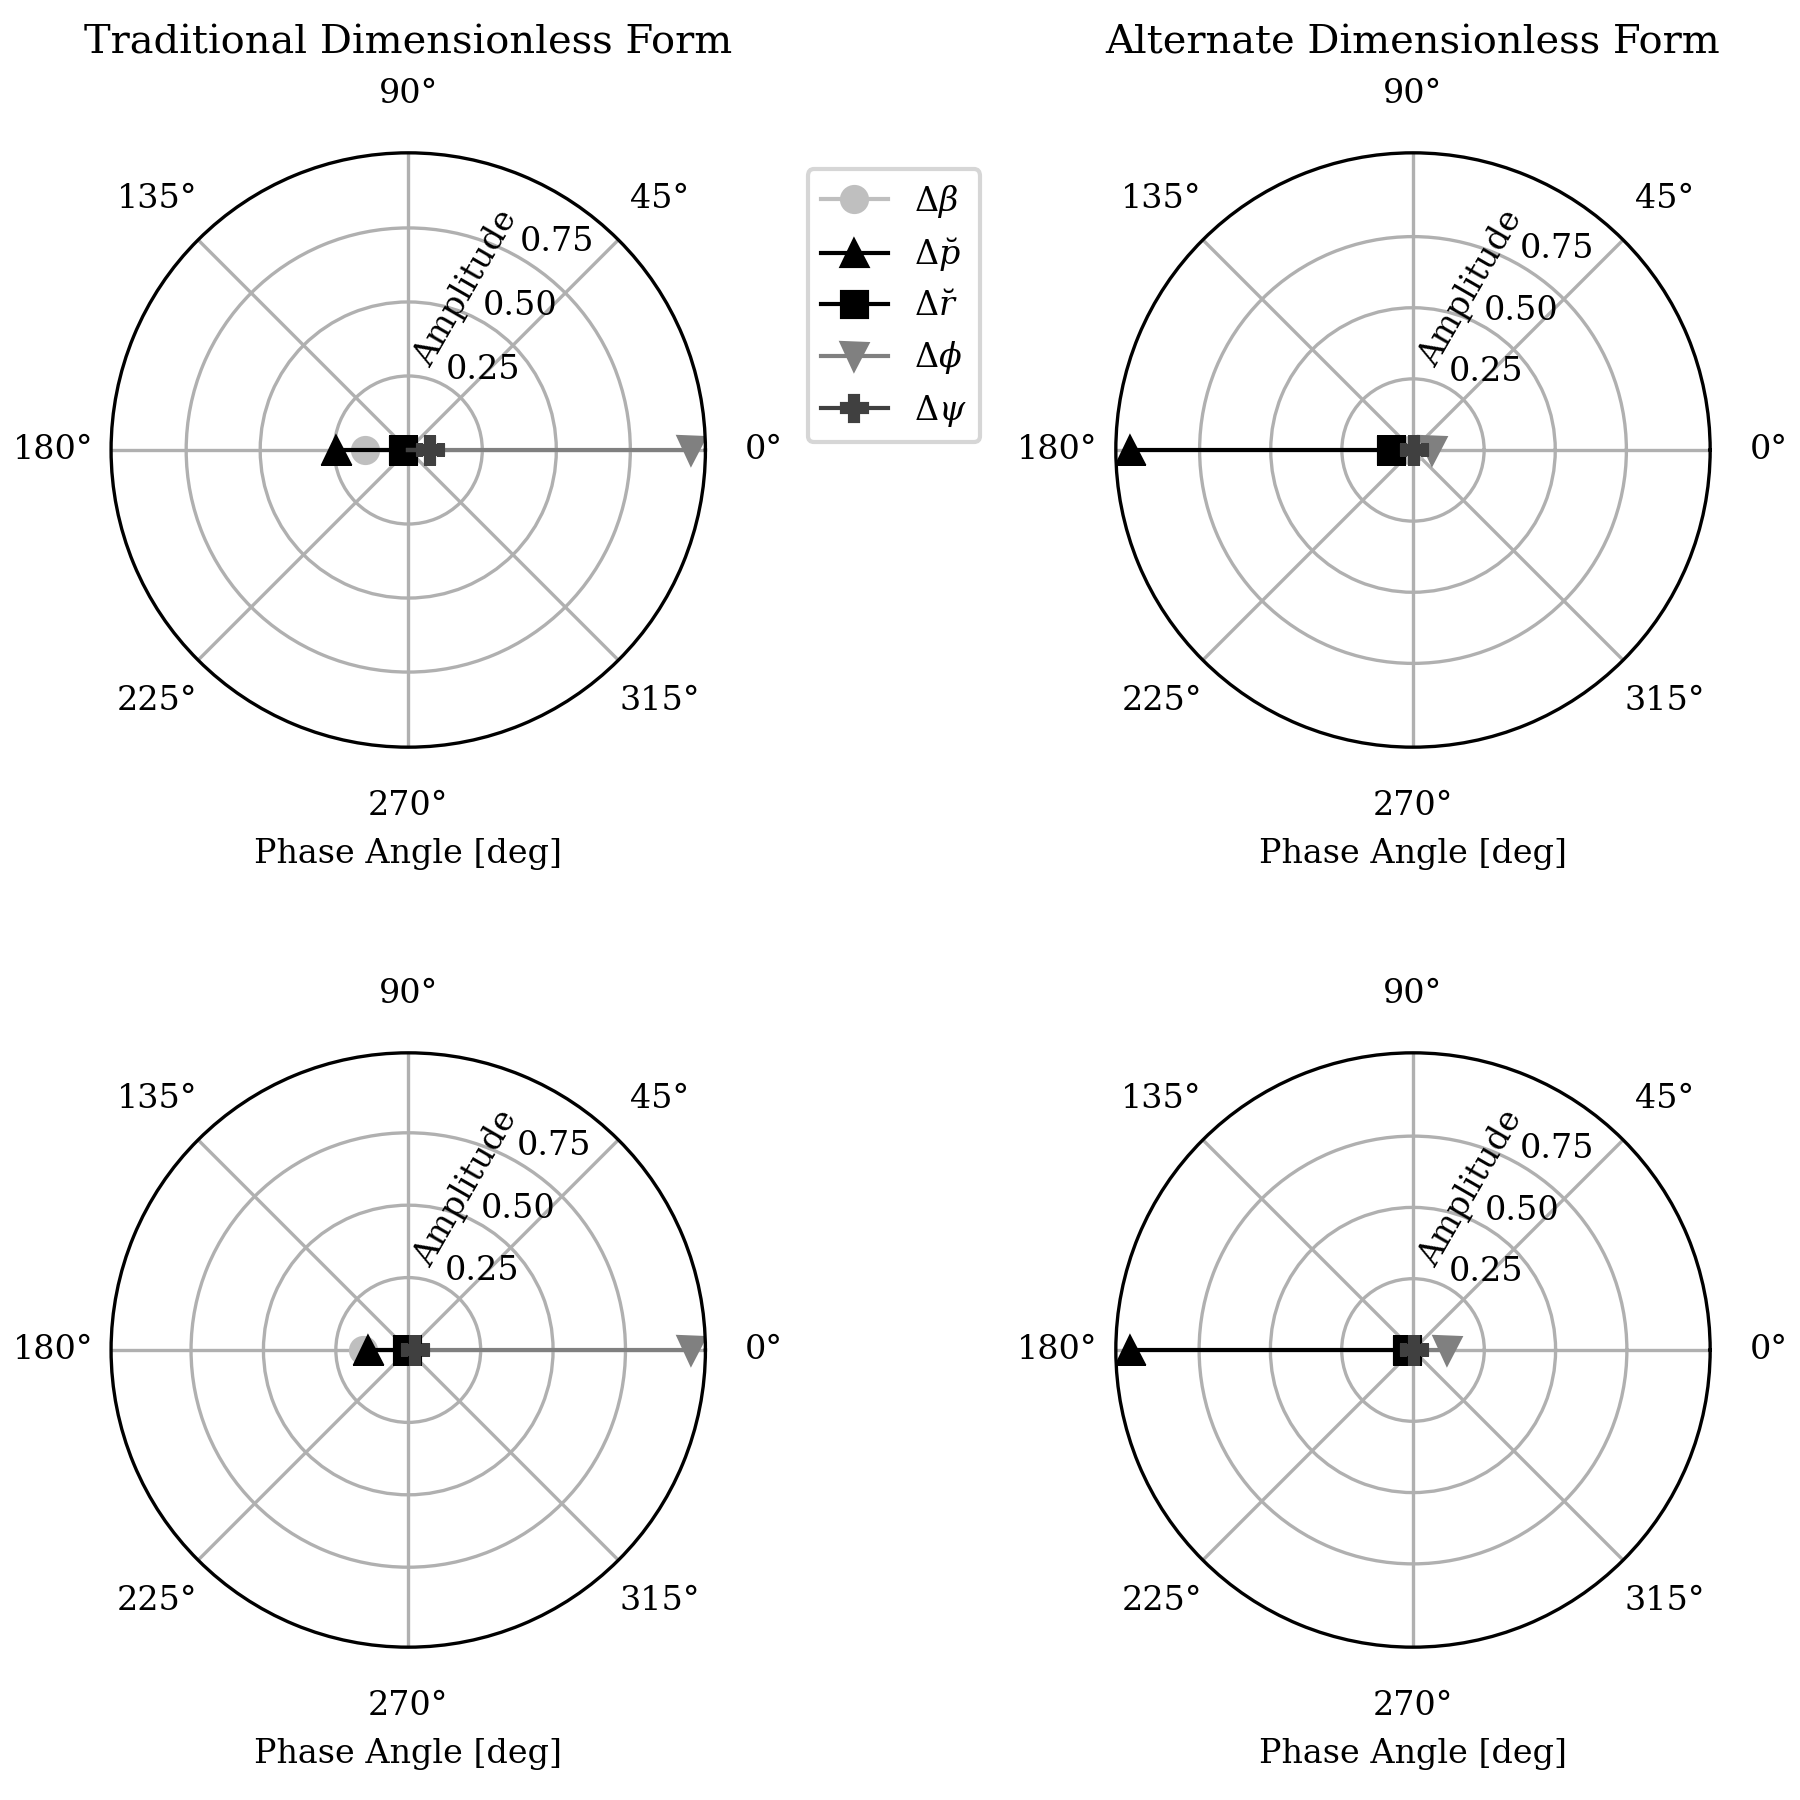 Traditional Dimensionless Form
Alternate Dimensionless Form
90°
135°
45°
180°
0°
225°
315°
270°
Amplitude
0.75
0.50
0.25
Phase Angle [deg]
Δβ
Δp̆
Δr̆
Δϕ
Δψ
90°
135°
45°
180°
0°
225°
315°
270°
Amplitude
0.75
0.50
0.25
Phase Angle [deg]
90°
135°
45°
180°
0°
225°
315°
270°
Amplitude
0.75
0.50
0.25
Phase Angle [deg]
90°
135°
45°
180°
0°
225°
315°
270°
Amplitude
0.75
0.50
0.25
Phase Angle [deg]